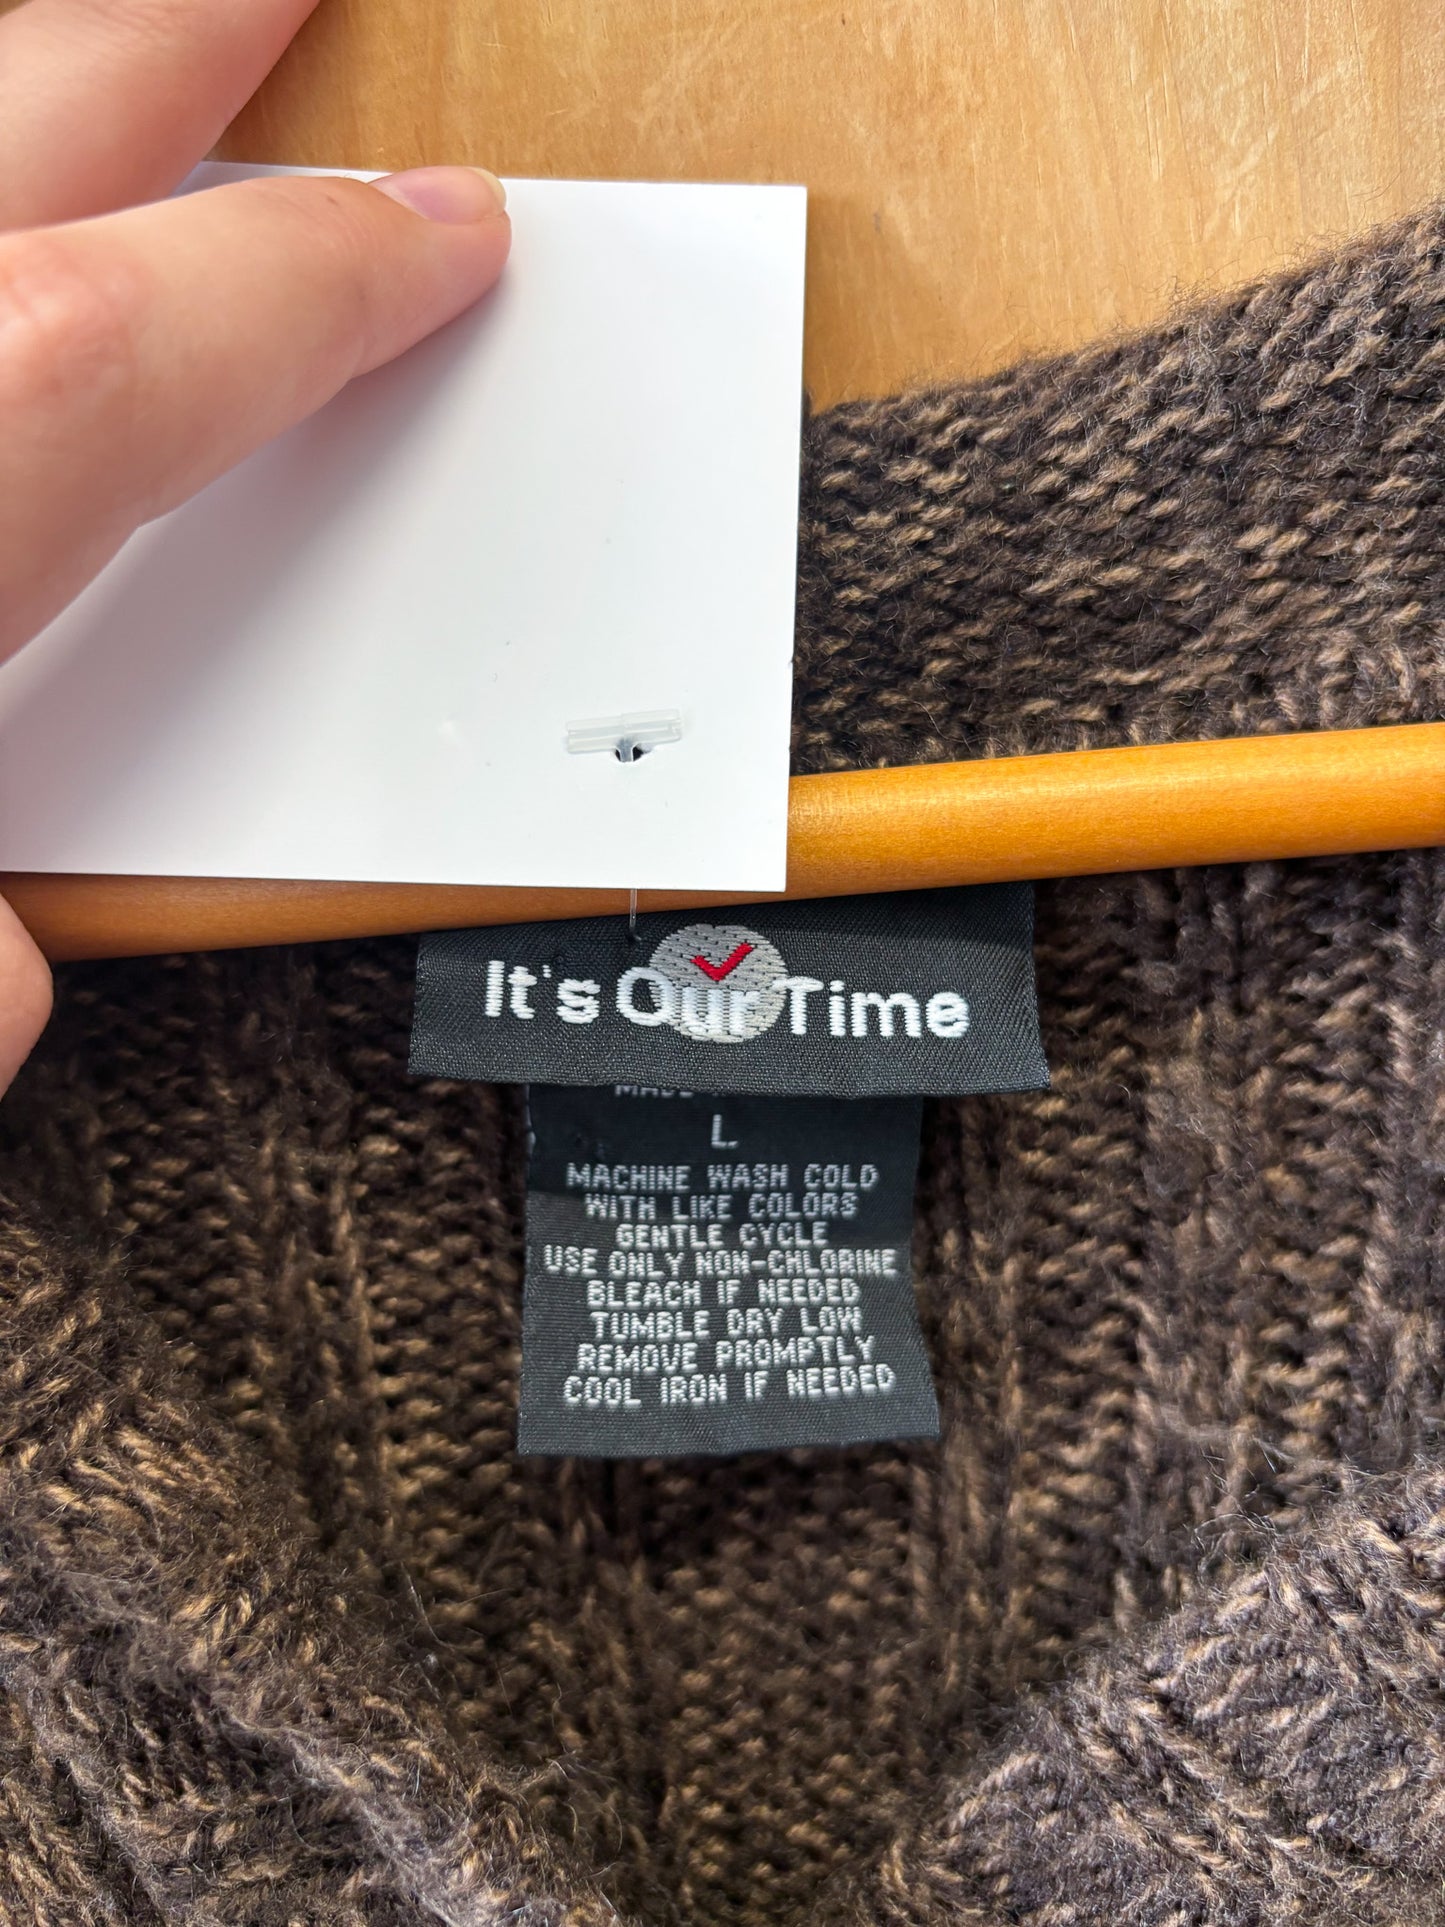 It's Our Time
MADE
L
MACHINE WASH COLD
WITH LIKE COLORS
GENTLE CYCLE
USE ONLY NON-CHLORINE
BLEACH IF NEEDED
TUMBLE DRY LOW
REMOVE PROMPTLY
COOL IRON IF NEEDED